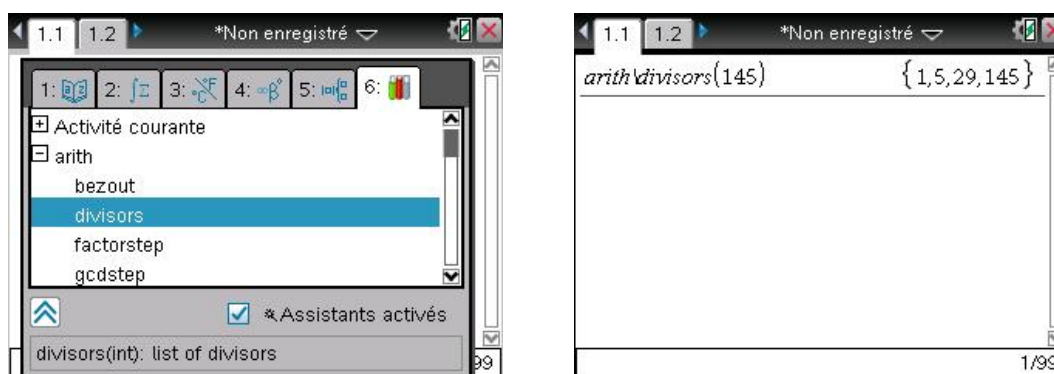 1.1 1.2 *Non enregistré
1: 2: ∫Σ 3: °C°F 4: ∞β° 5: 6:
Activité courante
arith
bezout
divisors
factorstep
gcdstep
Assistants activés
divisors(int): list of divisors
99
1.1 1.2 *Non enregistré
arith\divisors(145) {1,5,29,145}
1/99